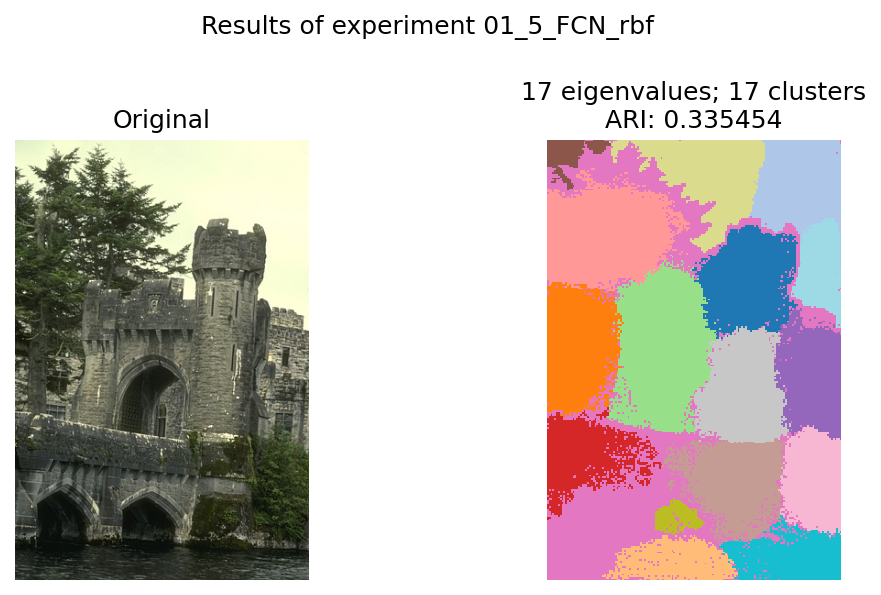 Results of experiment 01_5_FCN_rbf
Original
17 eigenvalues; 17 clusters
ARI: 0.335454